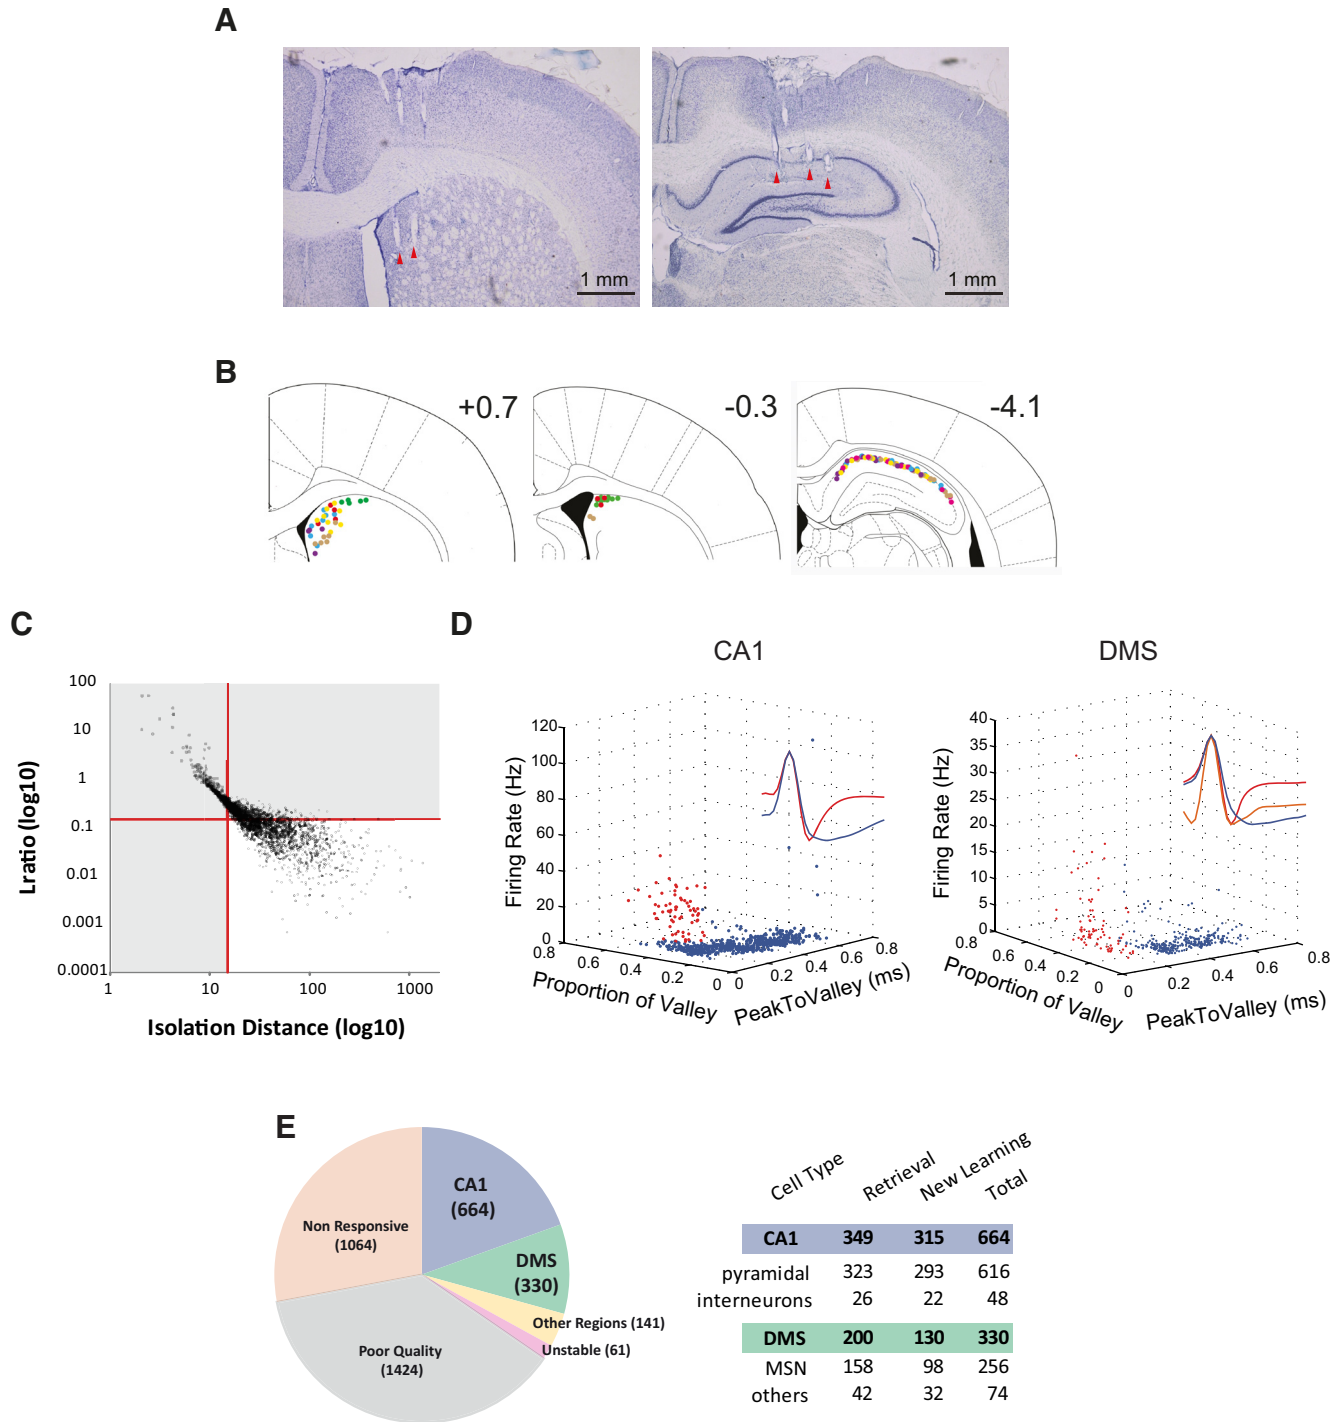 A
1 mm
1 mm
B
+0.7
-0.3
-4.1
C
Lratio (log10)
100
10
1
0.1
0.01
0.001
0.0001
1
10
100
1000
Isolation Distance (log10)
D
CA1
Firing Rate (Hz)
120
100
80
60
40
20
0
0.8
0.6
0.4
0.2
0
Proportion of Valley
0
0.2
0.4
0.6
0.8
PeakToValley (ms)
DMS
Firing Rate (Hz)
40
35
30
25
20
15
10
5
0
0.8
0.6
0.4
0.2
0
Proportion of Valley
0
0.2
0.4
0.6
0.8
PeakToValley (ms)
E
CA1
(664)
DMS
(330)
Other Regions (141)
Unstable (61)
Poor Quality
(1424)
Non Responsive
(1064)
Cell Type Retrieval New Learning Total
CA1 349 315 664
pyramidal 323 293 616
interneurons 26 22 48
DMS 200 130 330
MSN 158 98 256
others 42 32 74